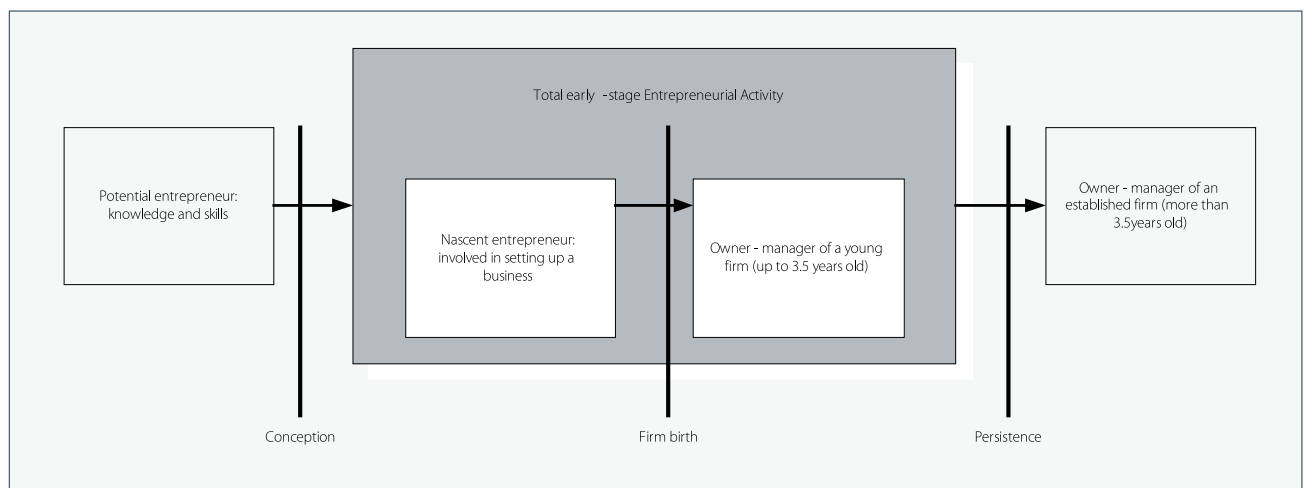 Total early -stage Entrepreneurial Activity
Potential entrepreneur:
knowledge and skills
Nascent entrepreneur:
involved in setting up a
business
Owner - manager of a young
firm (up to 3.5 years old)
Owner - manager of an
established firm (more than
3.5years old)
Conception
Firm birth
Persistence